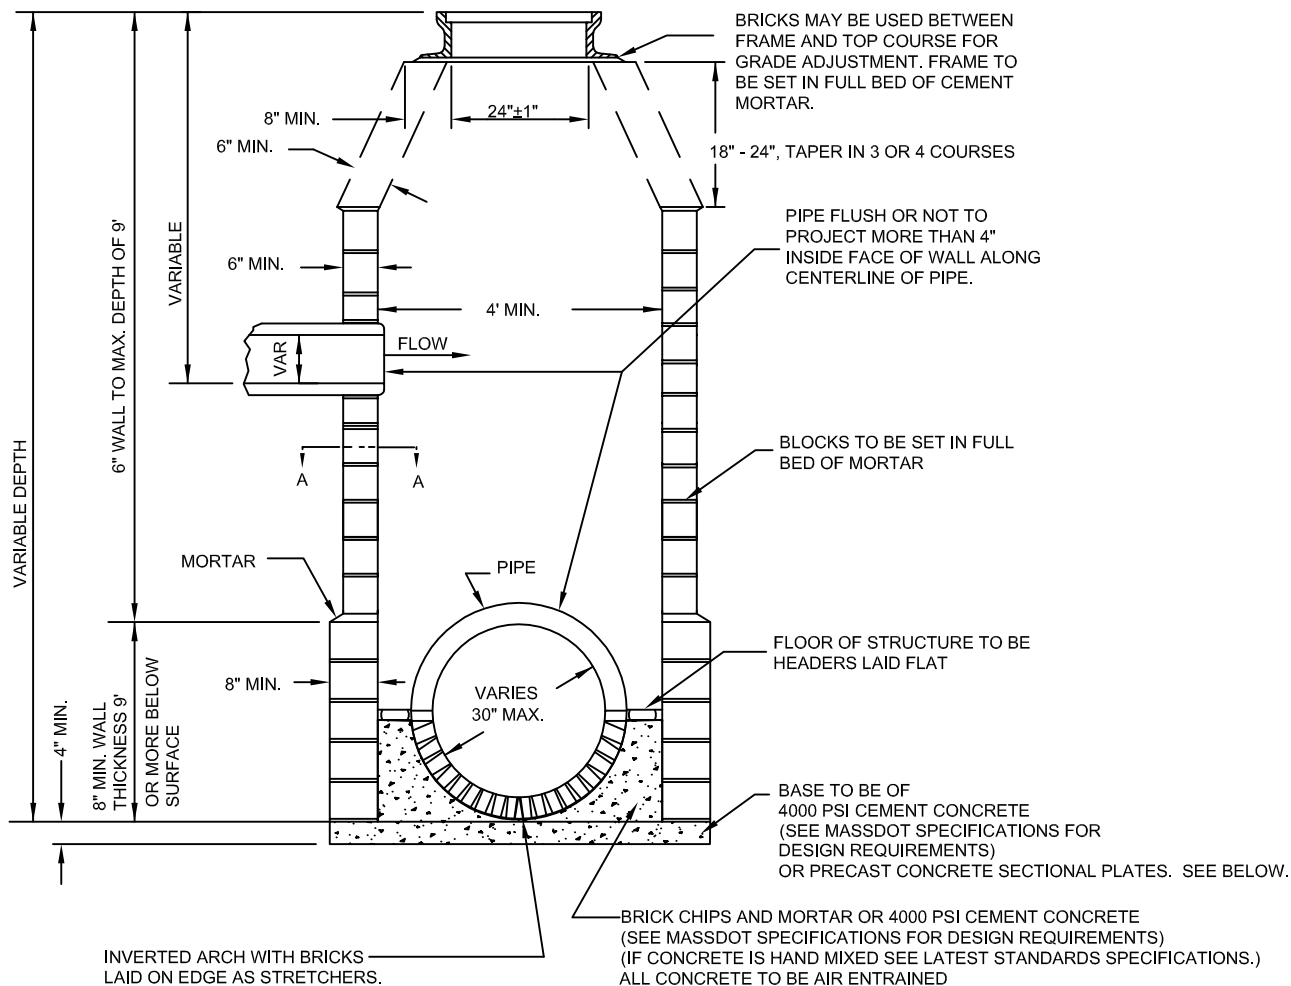 BRICKS MAY BE USED BETWEEN
FRAME AND TOP COURSE FOR
GRADE ADJUSTMENT. FRAME TO
BE SET IN FULL BED OF CEMENT
MORTAR.
24"±1"
8" MIN.
6" MIN.
18" - 24", TAPER IN 3 OR 4 COURSES
PIPE FLUSH OR NOT TO
PROJECT MORE THAN 4"
INSIDE FACE OF WALL ALONG
CENTERLINE OF PIPE.
VARIABLE
6" MIN.
4' MIN.
6" WALL TO MAX. DEPTH OF 9'
FLOW
VAR
VARIABLE DEPTH
BLOCKS TO BE SET IN FULL
BED OF MORTAR
A
A
MORTAR
PIPE
FLOOR OF STRUCTURE TO BE
HEADERS LAID FLAT
8" MIN.
VARIES
30" MAX.
4" MIN.
8" MIN. WALL
THICKNESS 9'
OR MORE BELOW
SURFACE
BASE TO BE OF
4000 PSI CEMENT CONCRETE
(SEE MASSDOT SPECIFICATIONS FOR
DESIGN REQUIREMENTS)
OR PRECAST CONCRETE SECTIONAL PLATES. SEE BELOW.
BRICK CHIPS AND MORTAR OR 4000 PSI CEMENT CONCRETE
(SEE MASSDOT SPECIFICATIONS FOR DESIGN REQUIREMENTS)
(IF CONCRETE IS HAND MIXED SEE LATEST STANDARDS SPECIFICATIONS.)
ALL CONCRETE TO BE AIR ENTRAINED
INVERTED ARCH WITH BRICKS
LAID ON EDGE AS STRETCHERS.